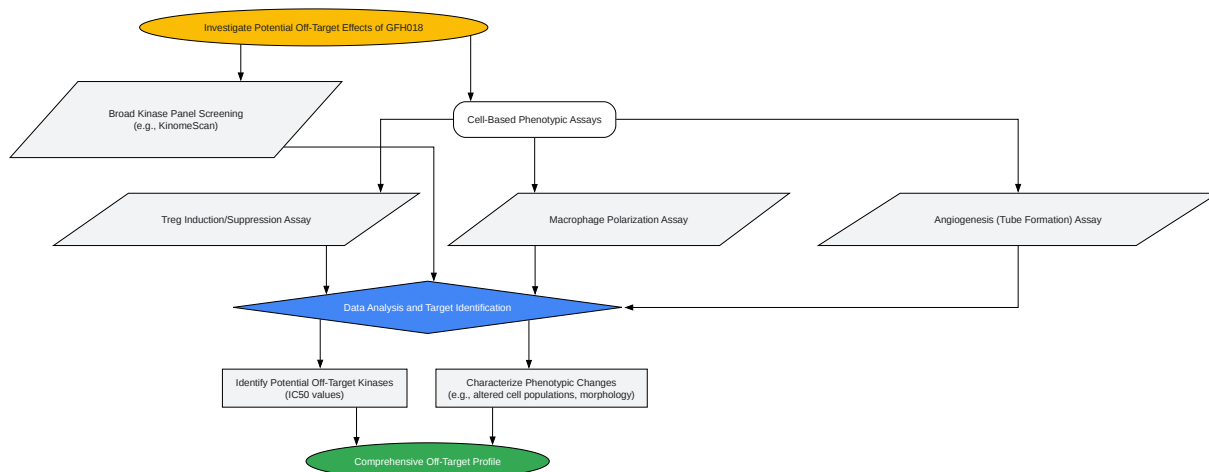 Investigate Potential Off-Target Effects of GFH018
Broad Kinase Panel Screening
(e.g., KinomeScan)
Cell-Based Phenotypic Assays
Treg Induction/Suppression Assay
Macrophage Polarization Assay
Angiogenesis (Tube Formation) Assay
Data Analysis and Target Identification
Identify Potential Off-Target Kinases
(IC50 values)
Characterize Phenotypic Changes
(e.g., altered cell populations, morphology)
Comprehensive Off-Target Profile